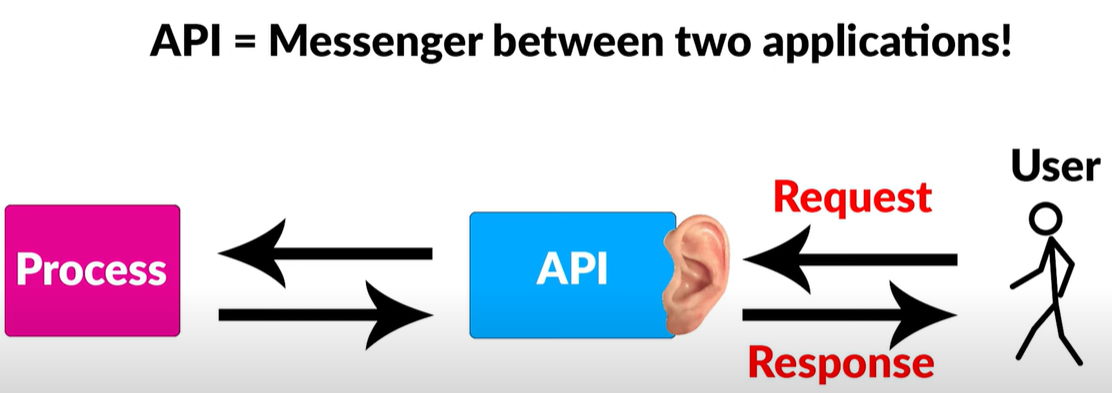 API = Messenger between two applications!
User
Request
Process
API
Response